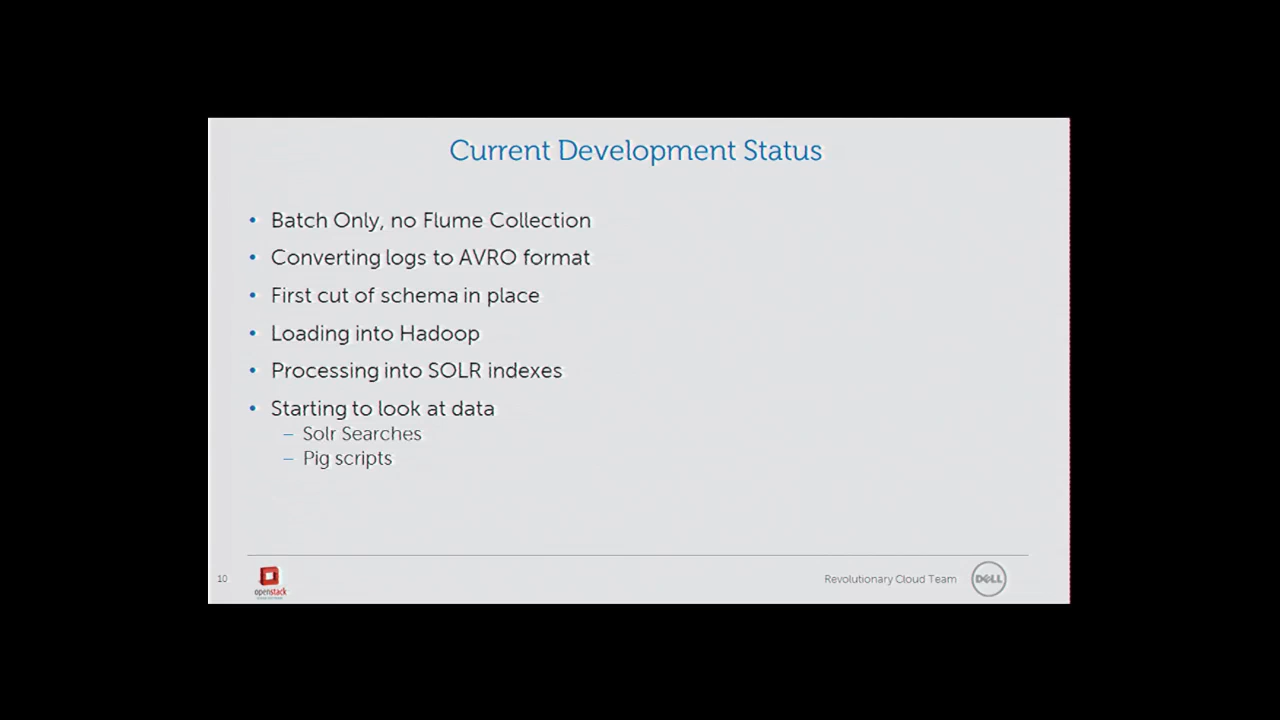 Current Development Status
• Batch Only, no Flume Collection
• Converting logs to AVRO format
• First cut of schema in place
• Loading into Hadoop
• Processing into SOLR indexes
• Starting to look at data
– Solr Searches
– Pig scripts
10
openstack
Revolutionary Cloud Team
DELL